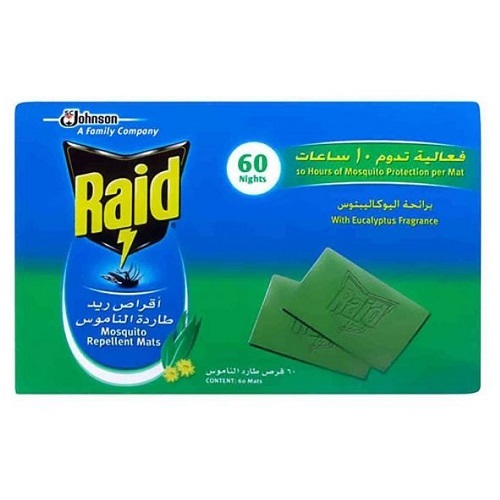 SC Johnson
A Family Company
Raid
أقراص ريد
طاردة الناموس
Mosquito
Repellent Mats
60
Nights
فعالية تدوم ١٠ ساعات
10 Hours of Mosquito Protection per Mat
برائحة اليوكاليبتوس
With Eucalyptus Fragrance
Raid
٦٠ قرص طارد الناموس
CONTENT: 60 Mats